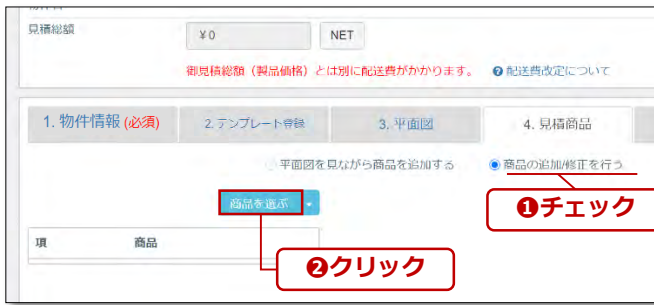 見積総額
¥0
NET
御見積総額（製品価格）とは別に配送費がかかります。
配送費改定について
1. 物件情報 (必須)
2. テンプレート登録
3. 平面図
4. 見積商品
平面図を見ながら商品を追加する
商品の追加/修正を行う
❶チェック
商品を選ぶ
項
商品
❷クリック